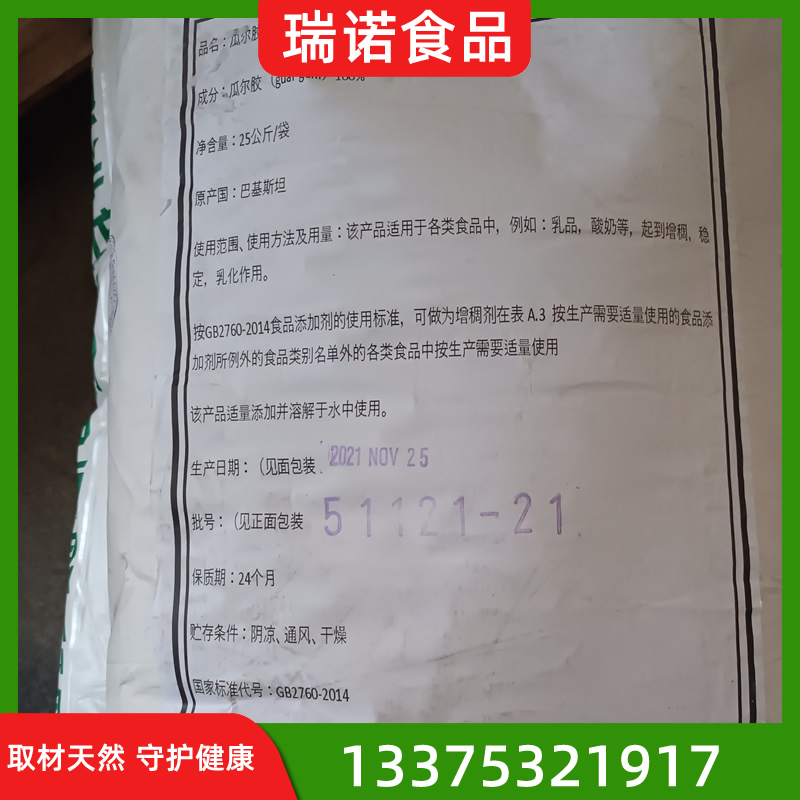 瑞诺食品
品名：瓜尔胶
成分：瓜尔胶（guar gum）100%
净含量：25公斤/袋
原产国：巴基斯坦
使用范围、使用方法及用量：该产品适用于各类食品中，例如：乳品，酸奶等，起到增稠，稳
定，乳化作用。
按GB2760-2014食品添加剂的使用标准，可做为增稠剂在表 A.3 按生产需要适量使用的食品添
加剂所例外的食品类别名单外的各类食品中按生产需要适量使用
该产品适量添加并溶解于水中使用。
生产日期：（见面包装 2021 NOV 25
批号：（见正面包装 51121-21
保质期：24个月
贮存条件：阴凉、通风、干燥
国家标准代号：GB2760-2014
取材天然 守护健康
13375321917